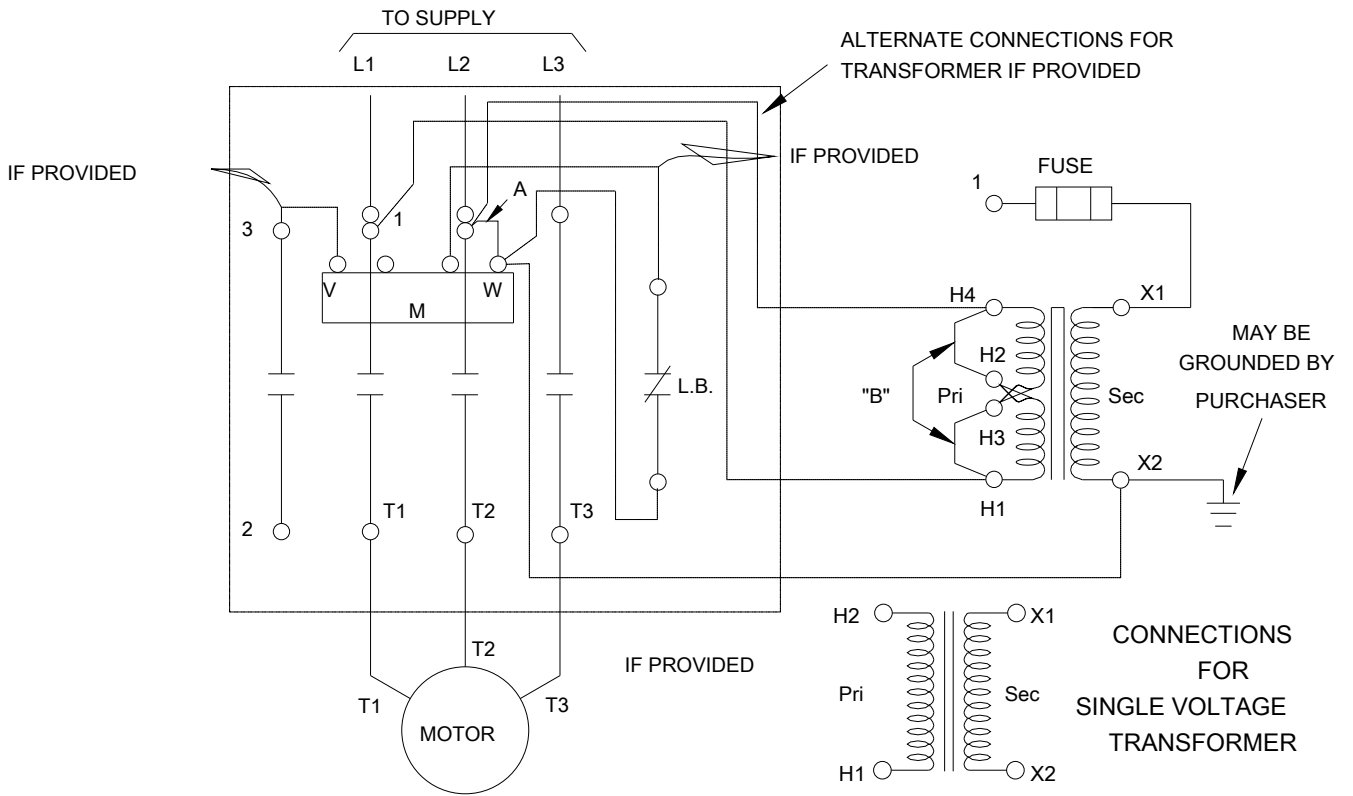 TO SUPPLY
L1
L2
L3
ALTERNATE CONNECTIONS FOR
TRANSFORMER IF PROVIDED
IF PROVIDED
IF PROVIDED
A
1
3
V
W
M
L.B.
T1
T2
T3
2
T2
T1
T3
MOTOR
IF PROVIDED
FUSE
1
H4
X1
H2
"B"
Pri
Sec
H3
H1
X2
MAY BE
GROUNDED BY
PURCHASER
H2
X1
Pri
Sec
H1
X2
CONNECTIONS
FOR
SINGLE VOLTAGE
TRANSFORMER